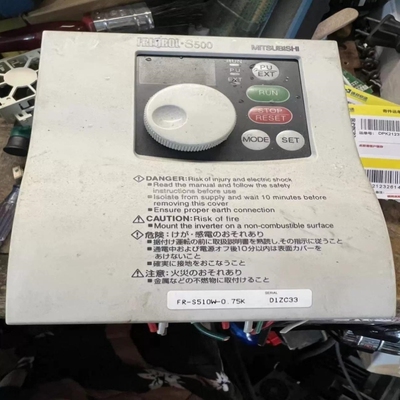 FREQROL-S500
MITSUBISHI
PU
EXT
RUN
STOP
RESET
MODE
SET
DANGER: Risk of injury and electric shock
Read the manual and follow the safety
instructions before use
Isolate from supply and wait 10 minutes before
removing this cover
Ensure proper earth connection
CAUTION: Risk of fire
Mount the inverter on a non-combustible surface
危険：けが・感電のおそれあり
据付け運転の前に取扱説明書を熟読し、その指示に従うこと
通電中および電源オフ後10分以内は表面カバーを
あけないこと
確実に接地をおこなうこと
注意：火災のおそれあり
金属などの不燃物に取付けること
SERIAL
FR-S510W-0.75K
D1ZC33